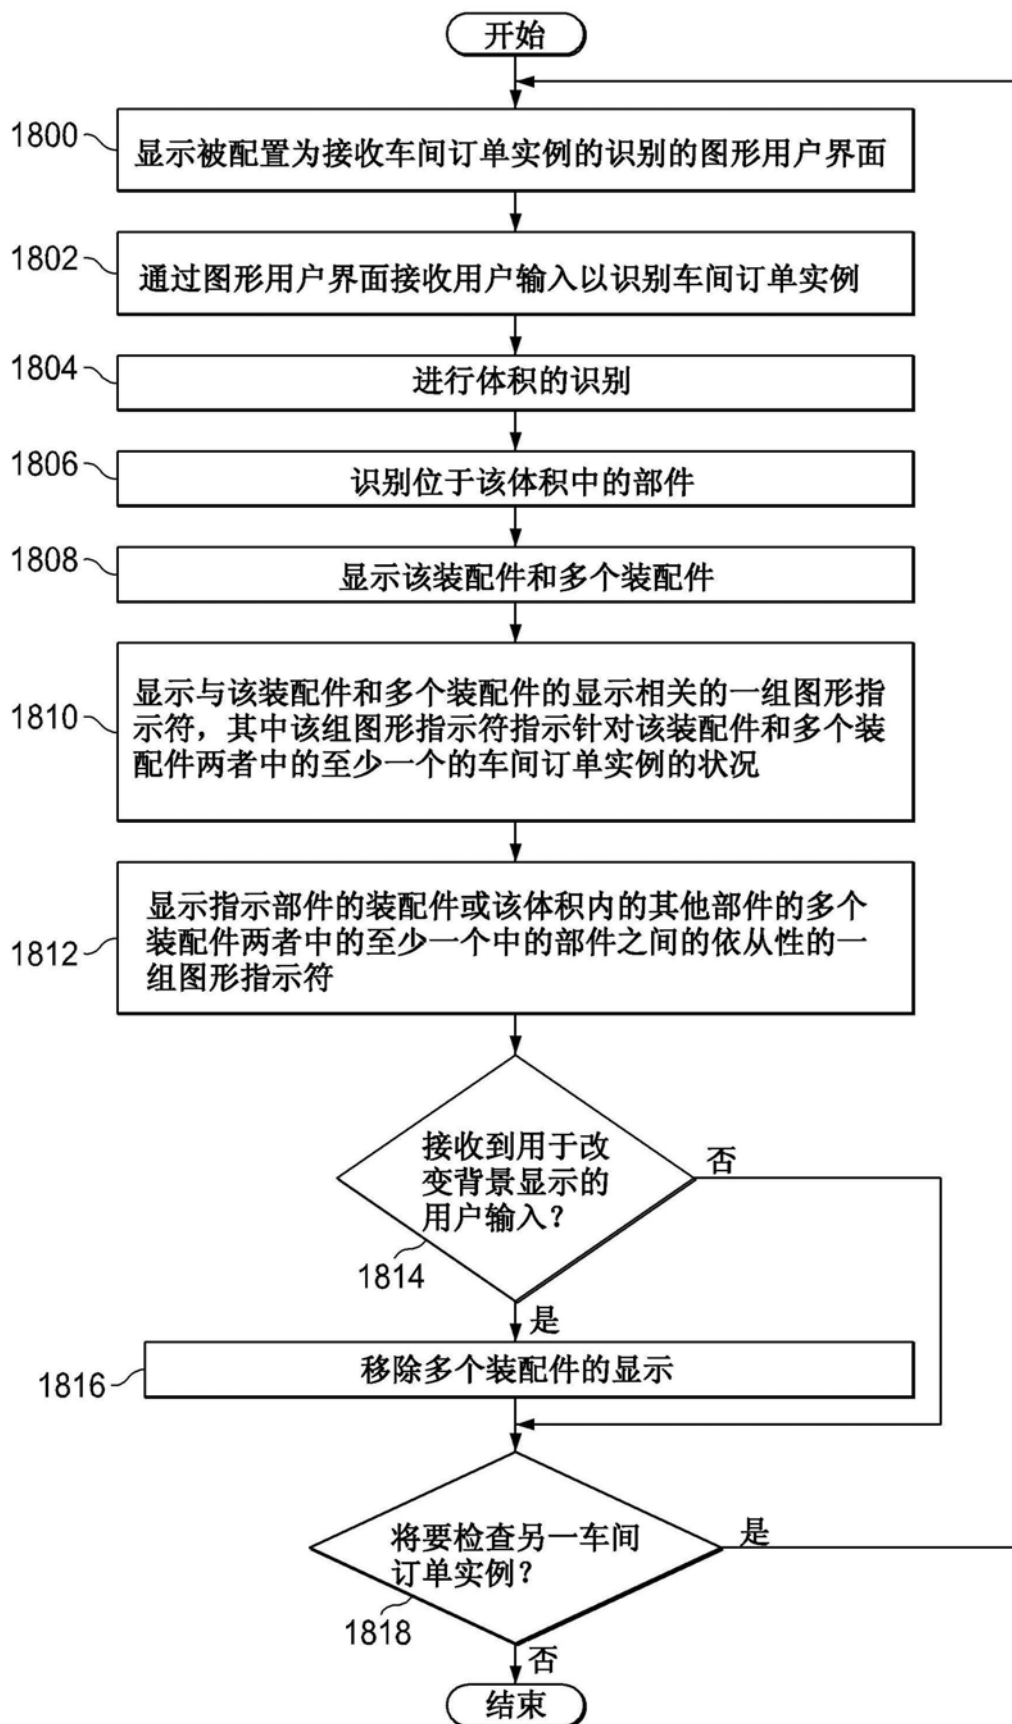 开始
1800
显示被配置为接收车间订单实例的识别的图形用户界面
1802
通过图形用户界面接收用户输入以识别车间订单实例
1804
进行体积的识别
1806
识别位于该体积中的部件
1808
显示该装配件和多个装配件
1810
显示与该装配件和多个装配件的显示相关的一组图形指
示符，其中该组图形指示符指示针对该装配件和多个装
配件两者中的至少一个的车间订单实例的状况
1812
显示指示部件的装配件或该体积内的其他部件的多个
装配件两者中的至少一个中的部件之间的依从性的一
组图形指示符
接收到用于改
变背景显示的
用户输入？
否
1814
是
1816
移除多个装配件的显示
将要检查另一车间
订单实例？
是
1818
否
结束